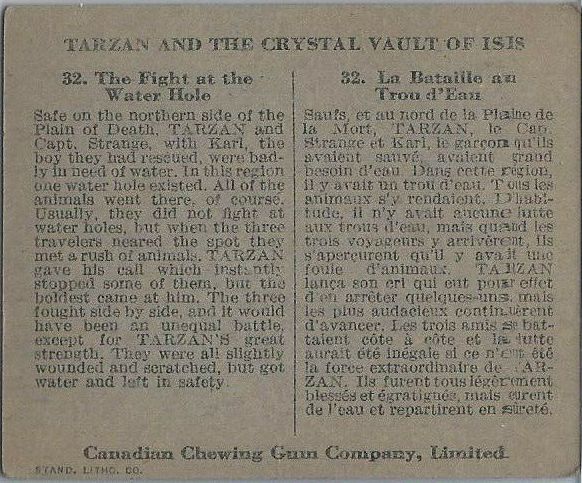 TARZAN AND THE CRYSTAL VAULT OF ISIS
32. The Fight at the
Water Hole
Safe on the northern side of the
Plain of Death, TARZAN and
Capt. Strange, with Karl, the
boy they had rescued, were bad-
ly in need of water. In this region
one water hole existed. All of the
animals went there, of course.
Usually, they did not fight at
water holes, but when the three
travelers neared the spot they
met a rush of animals. TARZAN
gave his call which instantly
stopped some of them, but the
boldest came at him. The three
fought side by side, and it would
have been an unequal battle,
except for TARZAN'S great
strength. They were all slightly
wounded and scratched, but got
water and left in safety.
32. La Bataille au
Trou d'Eau
Saufs, et au nord de la Plaine de
la Mort, TARZAN, le Cap.
Strange et Karl, le garçon qu'ils
avaient sauvé, avaient grand
besoin d'eau. Dans cette région,
il y avait un trou d'eau. Tous les
animaux s'y rendaient. D'habi-
tude, il n'y avait aucune lutte
aux trous d'eau, mais quand les
trois voyageurs y arrivèrent, ils
s'aperçurent qu'il y avait une
foule d'animaux. TARZAN
lança son cri qui eut pour effet
d'en arrêter quelques-uns, mais
les plus audacieux continuèrent
d'avancer. Les trois amis se bat-
taient côte à côte et la lutte
aurait été inégale si ce n'eut été
la force extraordinaire de TAR-
ZAN. Ils furent tous légèrement
blessés et égratignés, mais eurent
de l'eau et repartirent en sûreté.
Canadian Chewing Gum Company, Limited.
STAND. LITHO. CO.